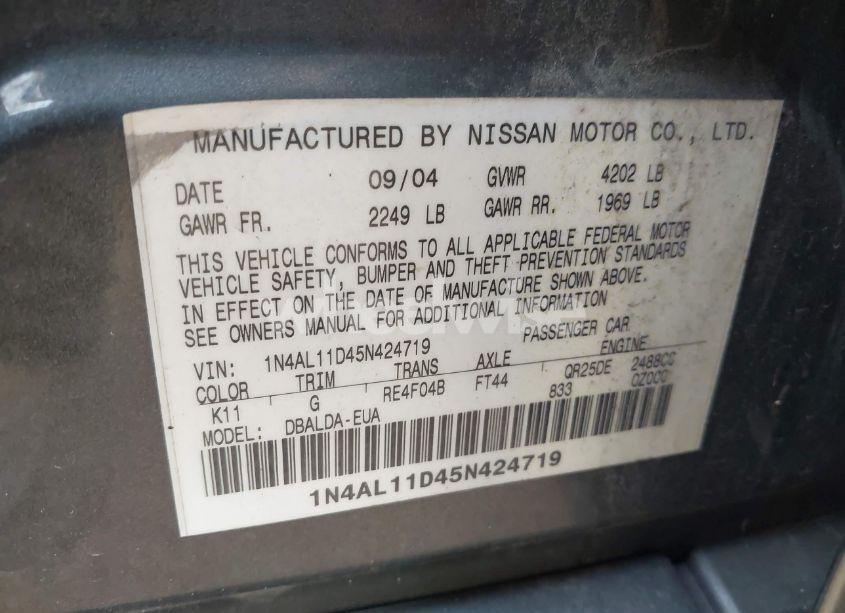 MANUFACTURED BY NISSAN MOTOR CO., LTD.
DATE 09/04 GVWR 4202 LB
GAWR FR. 2249 LB GAWR RR. 1969 LB
THIS VEHICLE CONFORMS TO ALL APPLICABLE FEDERAL MOTOR
VEHICLE SAFETY, BUMPER AND THEFT PREVENTION STANDARDS
IN EFFECT ON THE DATE OF MANUFACTURE SHOWN ABOVE.
SEE OWNERS MANUAL FOR ADDITIONAL INFORMATION
VIN: 1N4AL11D45N424719 PASSENGER CAR
COLOR TRIM TRANS AXLE ENGINE
K11 G RE4F04B FT44 QR25DE 2488CC
833
MODEL: DBALDA-EUA
1N4AL11D45N424719